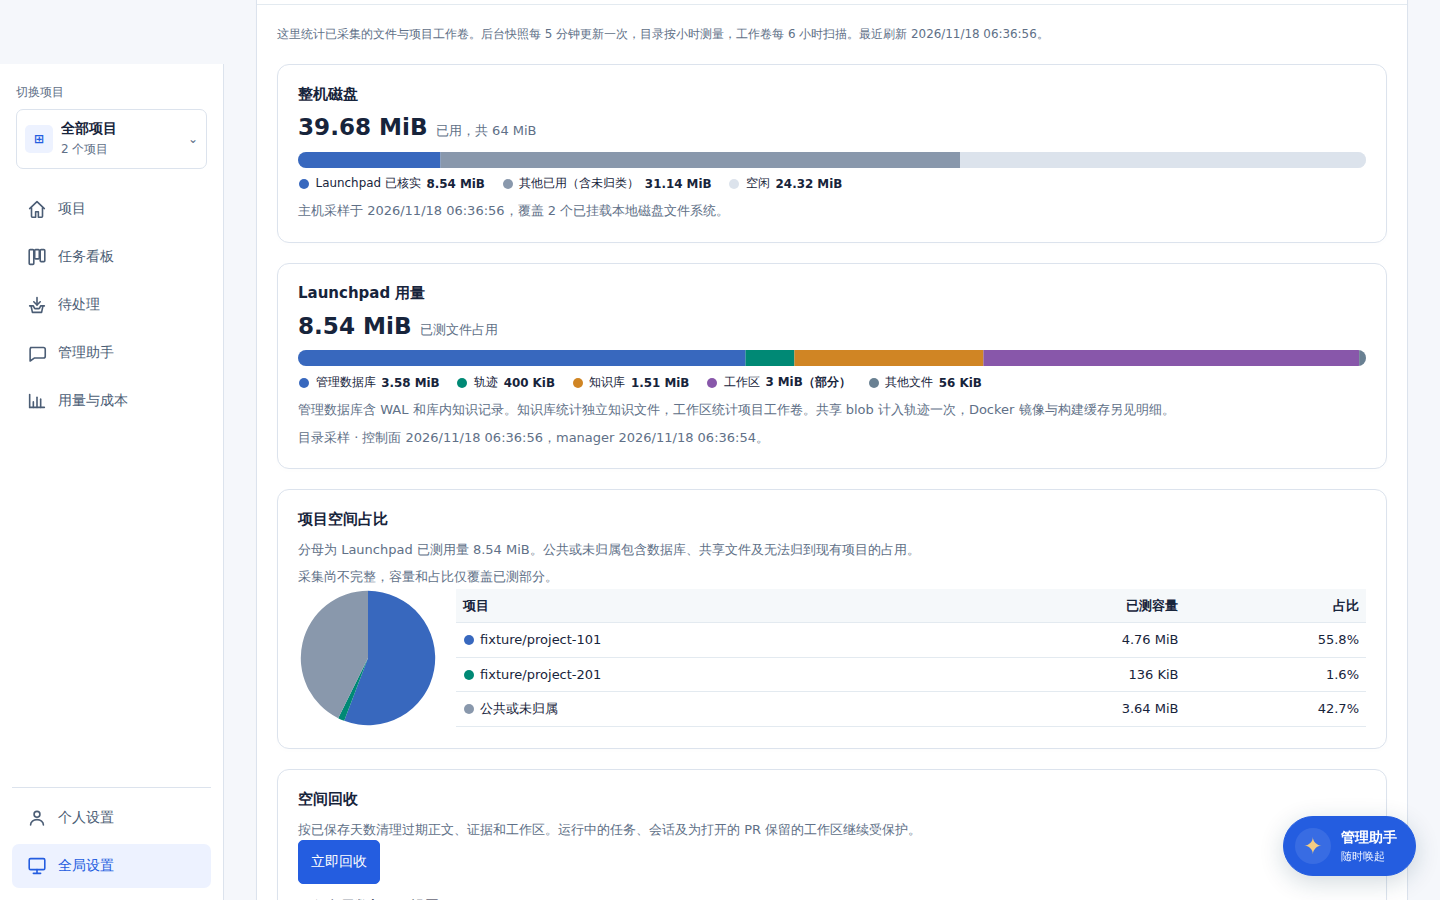 这里统计已采集的文件与项目工作卷。后台快照每 5 分钟更新一次，目录按小时测量，工作卷每 6 小时扫描。最近刷新 2026/11/18 06:36:56。
切换项目
全部项目
2 个项目
项目
任务看板
待处理
管理助手
用量与成本
个人设置
全局设置
整机磁盘
39.68 MiB 已用，共 64 MiB
Launchpad 已核实 8.54 MiB 其他已用（含未归类） 31.14 MiB 空闲 24.32 MiB
主机采样于 2026/11/18 06:36:56，覆盖 2 个已挂载本地磁盘文件系统。
Launchpad 用量
8.54 MiB 已测文件占用
管理数据库 3.58 MiB 轨迹 400 KiB 知识库 1.51 MiB 工作区 3 MiB（部分） 其他文件 56 KiB
管理数据库含 WAL 和库内知识记录。知识库统计独立知识文件，工作区统计项目工作卷。共享 blob 计入轨迹一次，Docker 镜像与构建缓存另见明细。
目录采样 · 控制面 2026/11/18 06:36:56，manager 2026/11/18 06:36:54。
项目空间占比
分母为 Launchpad 已测用量 8.54 MiB。公共或未归属包含数据库、共享文件及无法归到现有项目的占用。
采集尚不完整，容量和占比仅覆盖已测部分。
项目 已测容量 占比
fixture/project-101 4.76 MiB 55.8%
fixture/project-201 136 KiB 1.6%
公共或未归属 3.64 MiB 42.7%
空间回收
按已保存天数清理过期正文、证据和工作区。运行中的任务、会话及为打开的 PR 保留的工作区继续受保护。
立即回收
管理助手
随时唤起